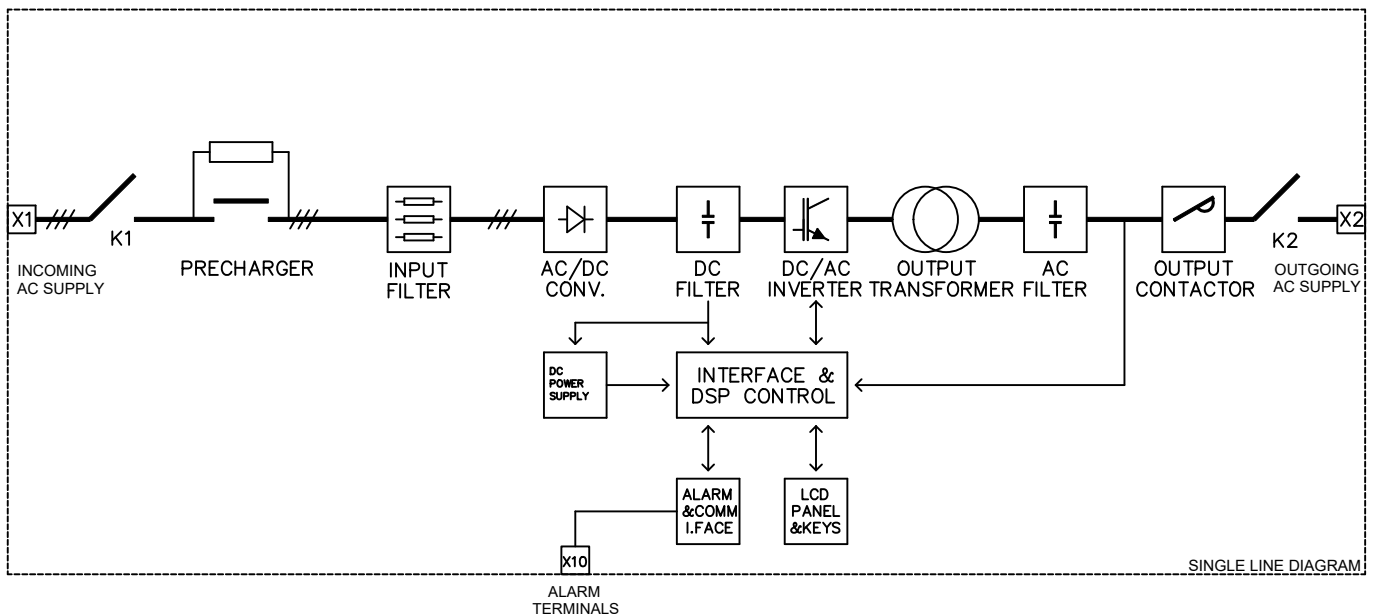 X1
K1
INCOMING
AC SUPPLY
PRECHARGER
INPUT
FILTER
AC/DC
CONV.
DC
FILTER
DC/AC
INVERTER
OUTPUT
TRANSFORMER
AC
FILTER
OUTPUT
CONTACTOR
K2
X2
OUTGOING
AC SUPPLY
DC
POWER
SUPPLY
INTERFACE &
DSP CONTROL
ALARM
&COMM
I.FACE
LCD
PANEL
&KEYS
X10
ALARM
TERMINALS
SINGLE LINE DIAGRAM